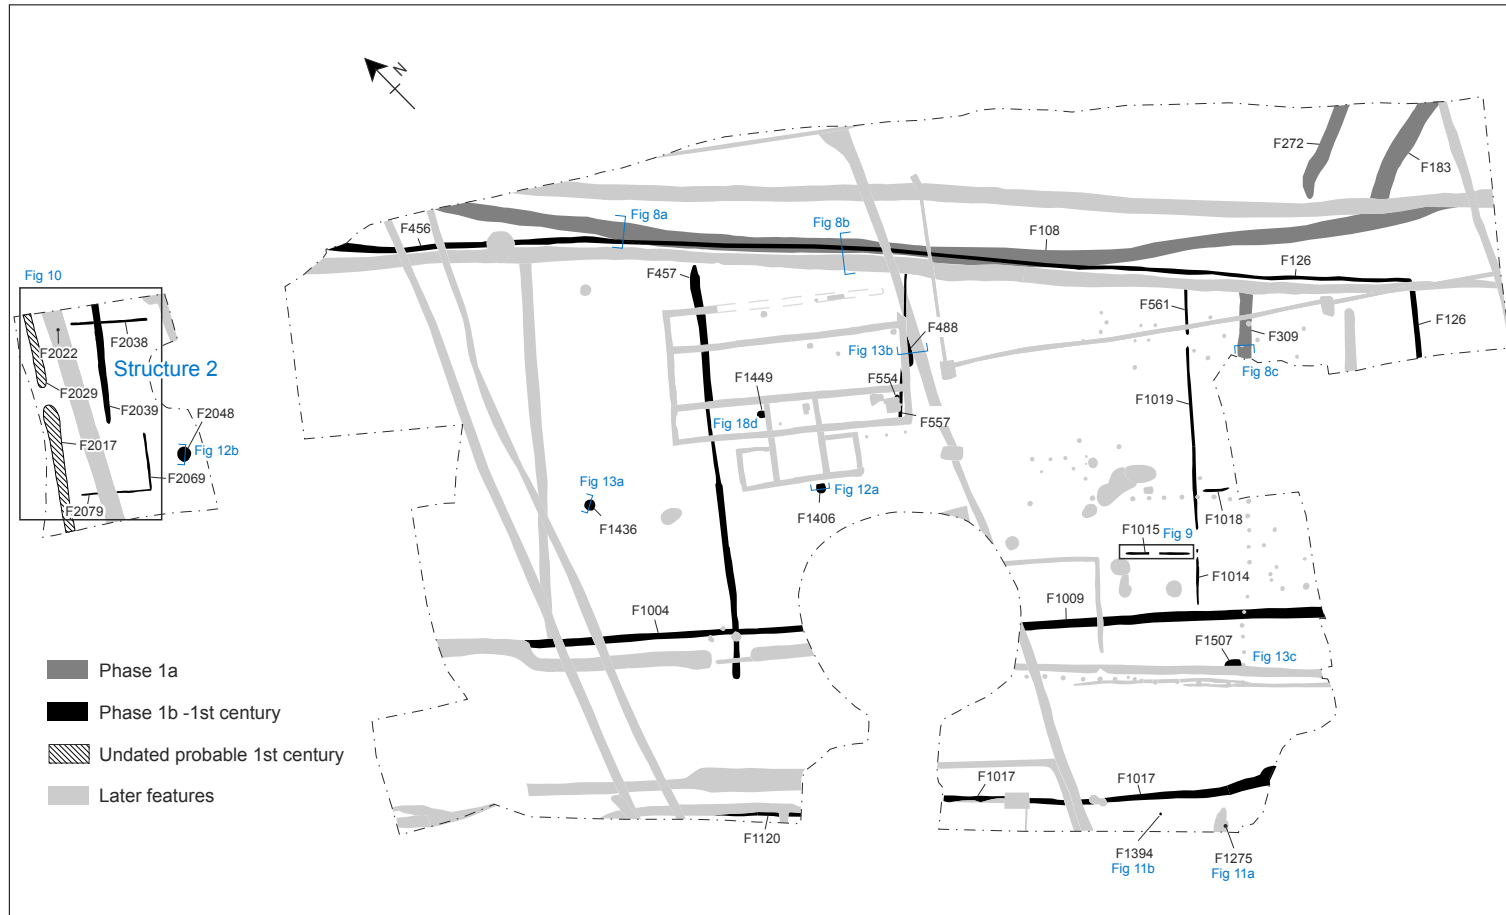 N
F272
F183
Fig 8a
Fig 8b
F456
F108
F126
Fig 10
F457
F561
F2038
F488
F309
F126
F2022
Structure 2
Fig 13b
Fig 8c
F1449
F554
F2029
F2039
F2048
Fig 18d
F557
F1019
F2017
Fig 12b
F2069
Fig 13a
Fig 12a
F2079
F1436
F1406
F1018
F1015
Fig 9
F1014
F1004
F1009
F1507
Fig 13c
Phase 1a
Phase 1b -1st century
Undated probable 1st century
Later features
F1017
F1017
F1120
F1394
Fig 11b
F1275
Fig 11a